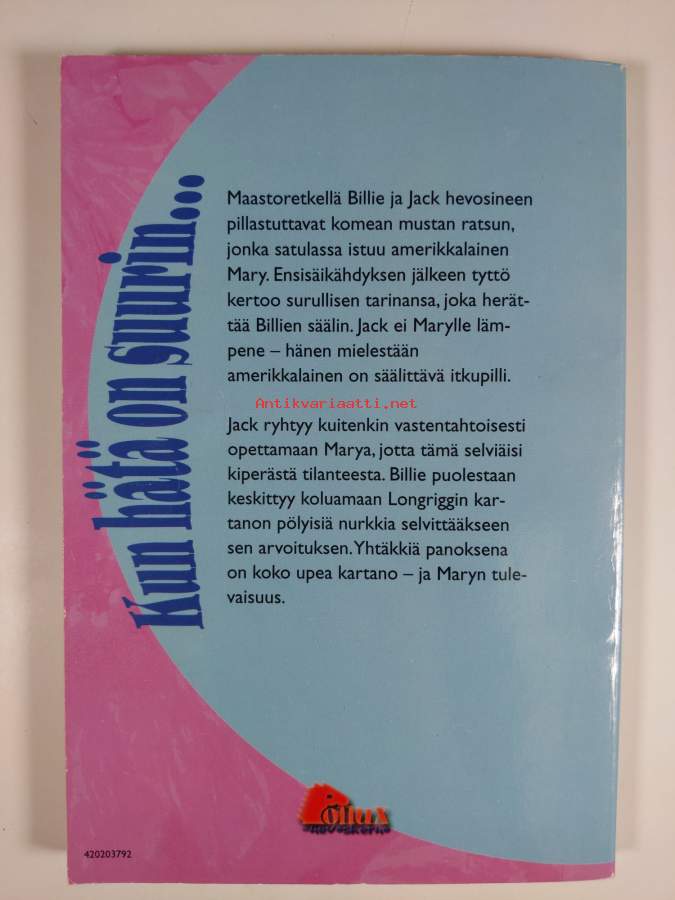 Kun hätä on suurin...
Maastoretkellä Billie ja Jack hevosineen
pillastuttavat komean mustan ratsun,
jonka satulassa istuu amerikkalainen
Mary. Ensisäikähdyksen jälkeen tyttö
kertoo surullisen tarinansa, joka herät-
tää Billien säälin. Jack ei Marylle läm-
pene – hänen mielestään
amerikkalainen on säälittävä itkupilli.
Antikvariaatti.net
Jack ryhtyy kuitenkin vastentahtoisesti
opettamaan Marya, jotta tämä selviäisi
kiperästä tilanteesta. Billie puolestaan
keskittyy koluamaan Longriggin kar-
tanon pölyisiä nurkkia selvittääkseen
sen arvoituksen. Yhtäkkiä panoksena
on koko upea kartano – ja Maryn tule-
vaisuus.
Pollux
hevoskerho
420203792